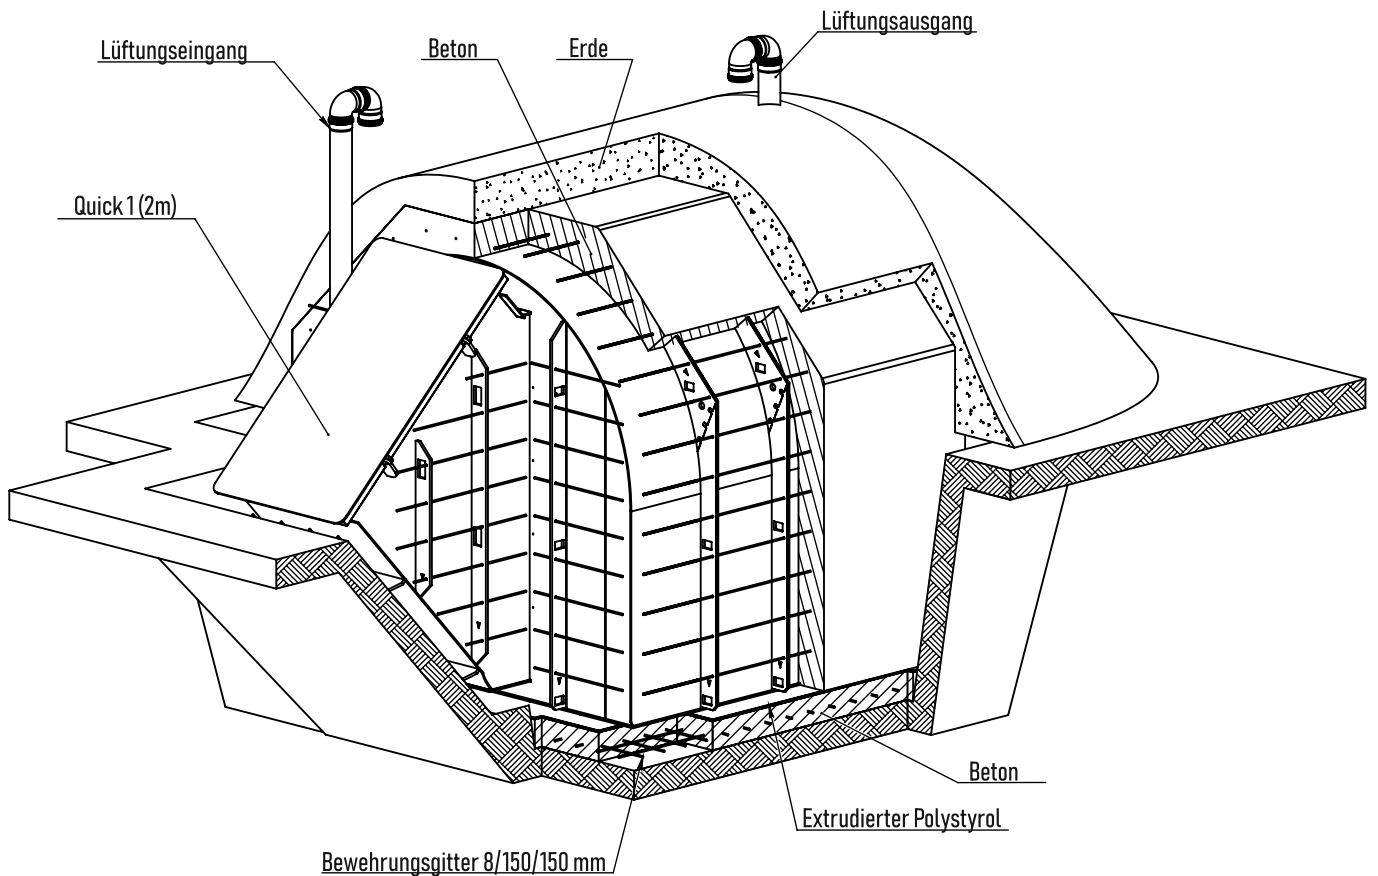 Lüftungsausgang
Lüftungseingang
Beton
Erde
Quick 1 (2m)
Beton
Extrudierter Polystyrol
Bewehrungsgitter 8/150/150 mm